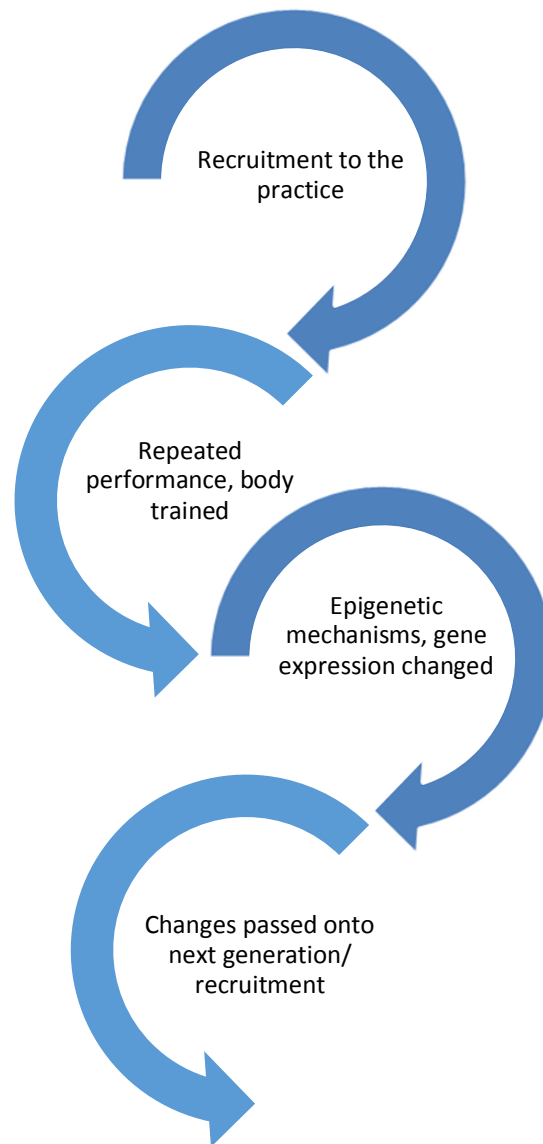 Recruitment to the
practice
Repeated
performance, body
trained
Epigenetic
mechanisms, gene
expression changed
Changes passed onto
next generation/
recruitment